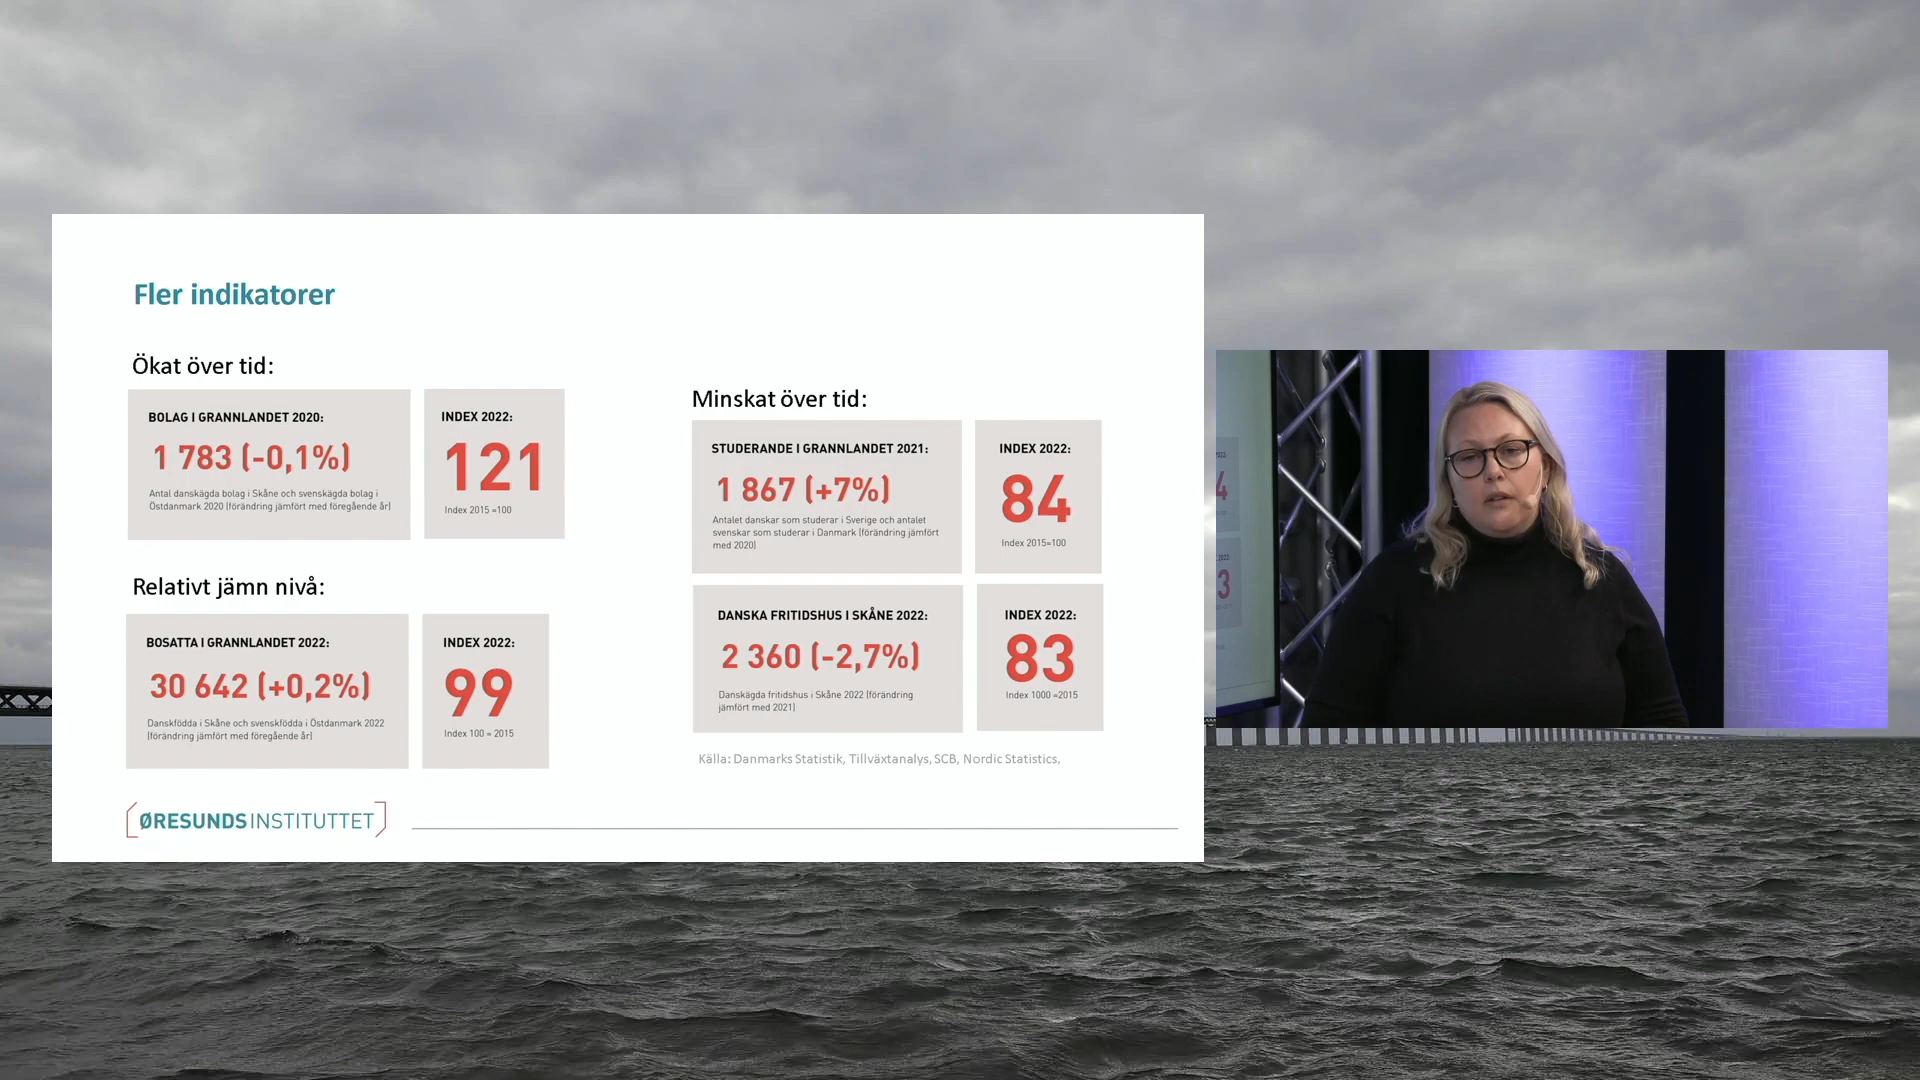 Fler indikatorer
Ökat över tid:
BOLAG I GRANNLANDET 2020:
1 783 (-0,1%)
Antal danskägda bolag i Skåne och svenskägda bolag i
Östdanmark 2020 (förändring jämfört med föregående år)
INDEX 2022:
121
Index 2015 =100
Relativt jämn nivå:
BOSATTA I GRANNLANDET 2022:
30 642 (+0,2%)
Danskfödda i Skåne och svenskfödda i Östdanmark 2022
(förändring jämfört med föregående år)
INDEX 2022:
99
Index 100 = 2015
Minskat över tid:
STUDERANDE I GRANNLANDET 2021:
1 867 (+7%)
Antalet danskar som studerar i Sverige och antalet
svenskar som studerar i Danmark (förändring jämfört
med 2020)
INDEX 2022:
84
Index 2015=100
DANSKA FRITIDSHUS I SKÅNE 2022:
2 360 (-2,7%)
Danskägda fritidshus i Skåne 2022 (förändring
jämfört med 2021)
INDEX 2022:
83
Index 1000 =2015
Källa: Danmarks Statistik, Tillväxtanalys, SCB, Nordic Statistics,
ØRESUNDSINSTITUTTET